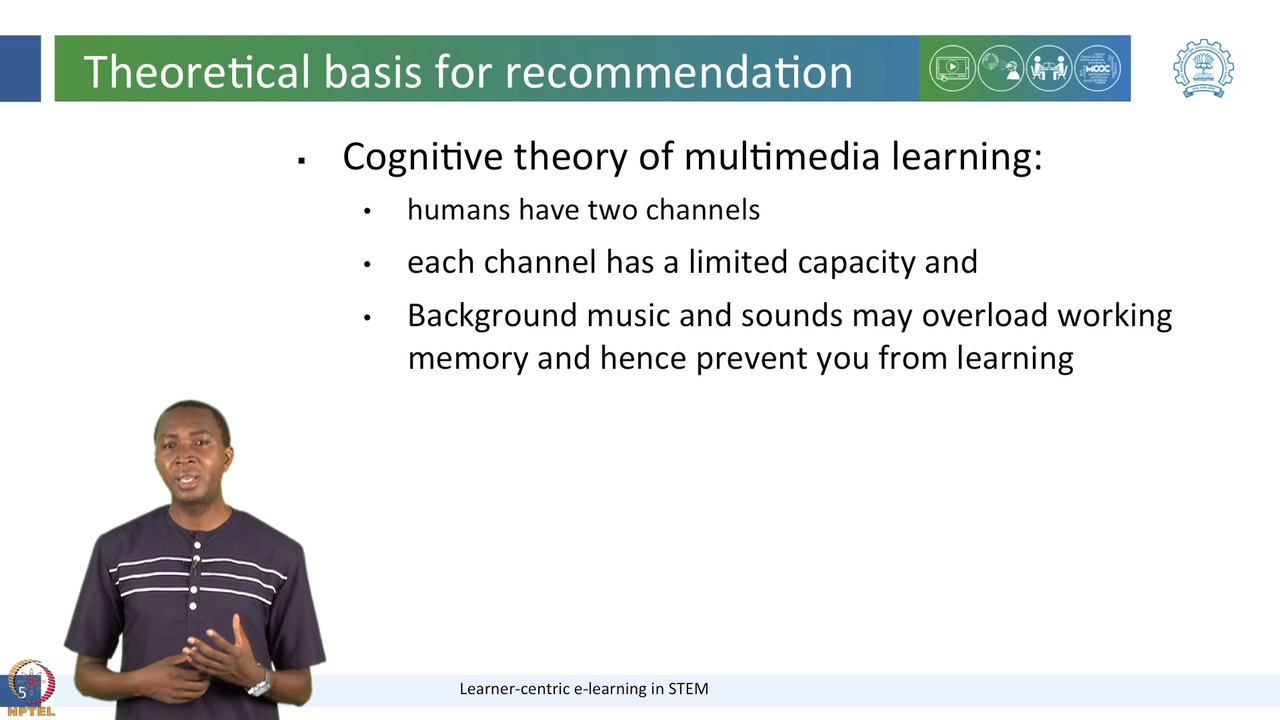 Theoretical basis for recommendation
MOOC
▪ Cognitive theory of multimedia learning:
• humans have two channels
• each channel has a limited capacity and
• Background music and sounds may overload working
memory and hence prevent you from learning
5
NPTEL
Learner-centric e-learning in STEM